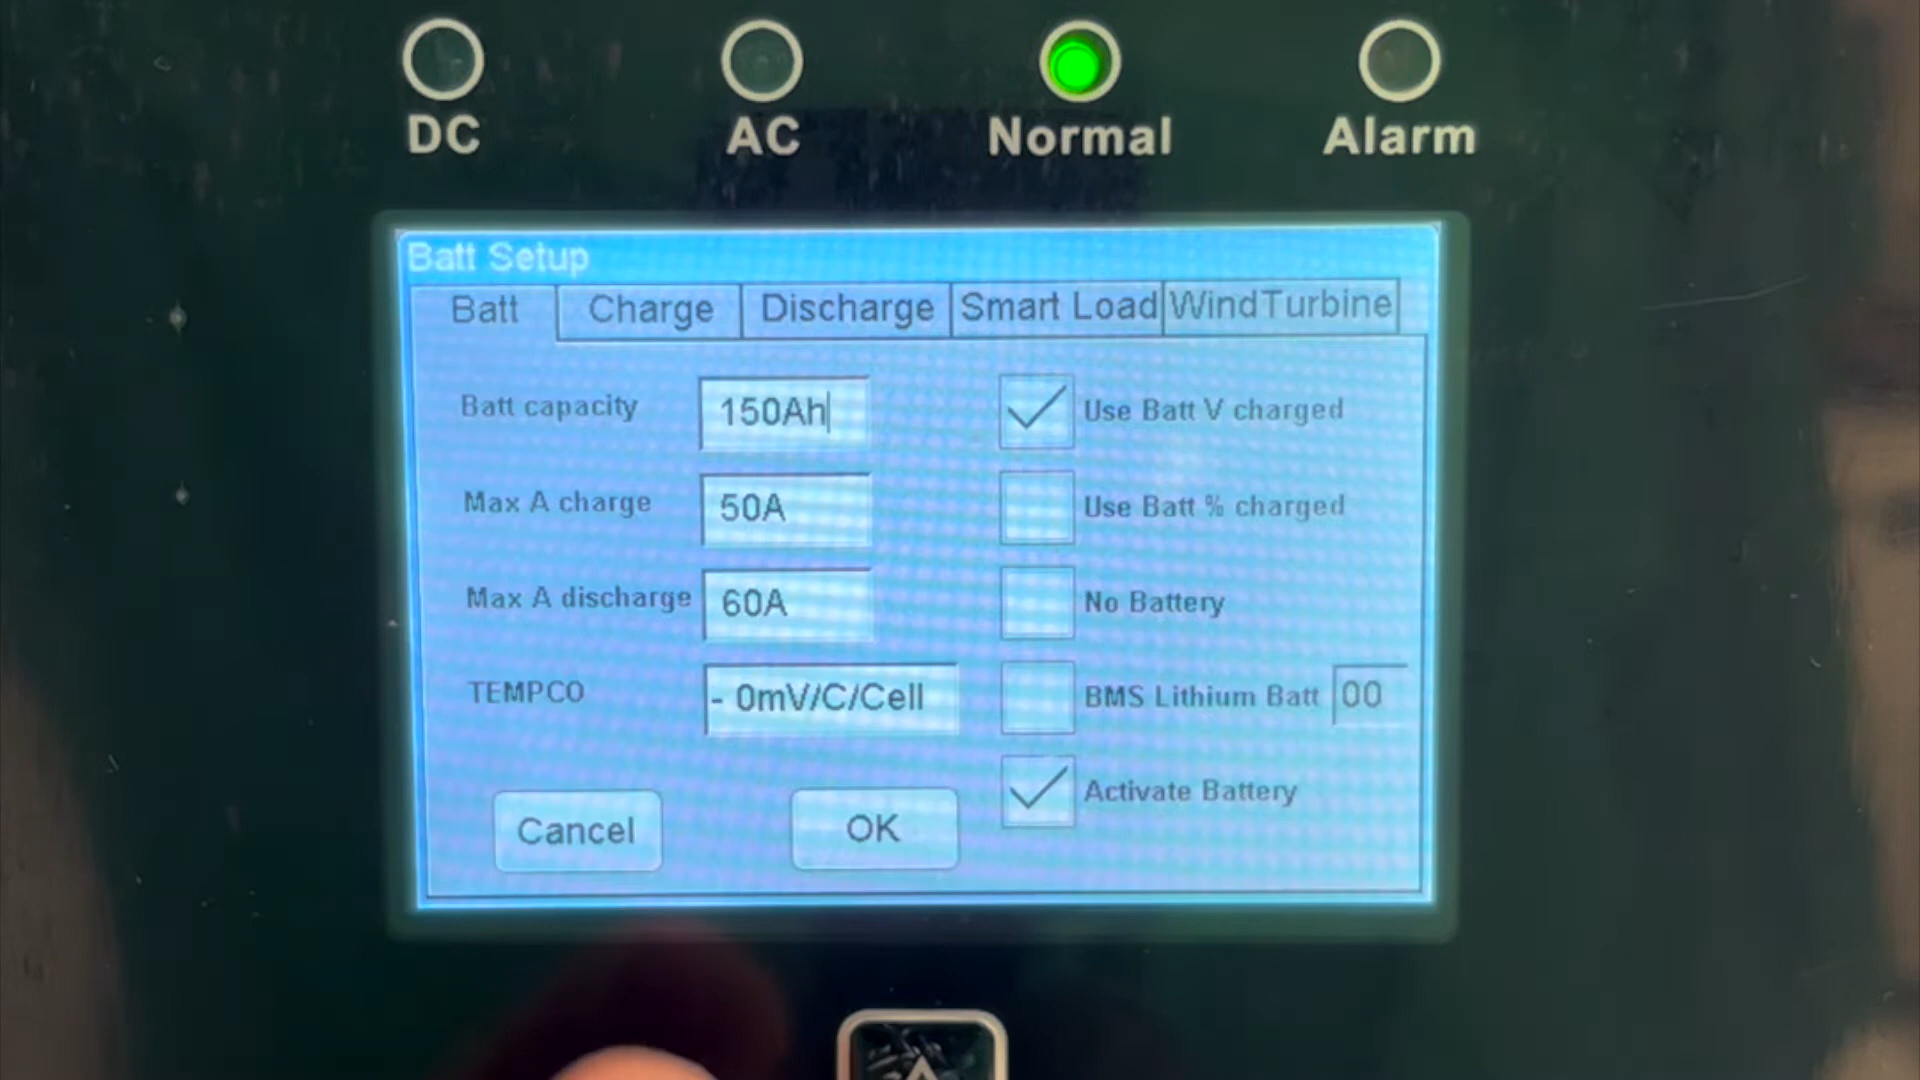 DC AC Normal Alarm
Batt Setup
Batt Charge Discharge Smart Load WindTurbine
Batt capacity 150Ah Use Batt V charged
Max A charge 50A Use Batt % charged
Max A discharge 60A No Battery
TEMPCO - 0mV/C/Cell BMS Lithium Batt 00
Activate Battery
Cancel OK